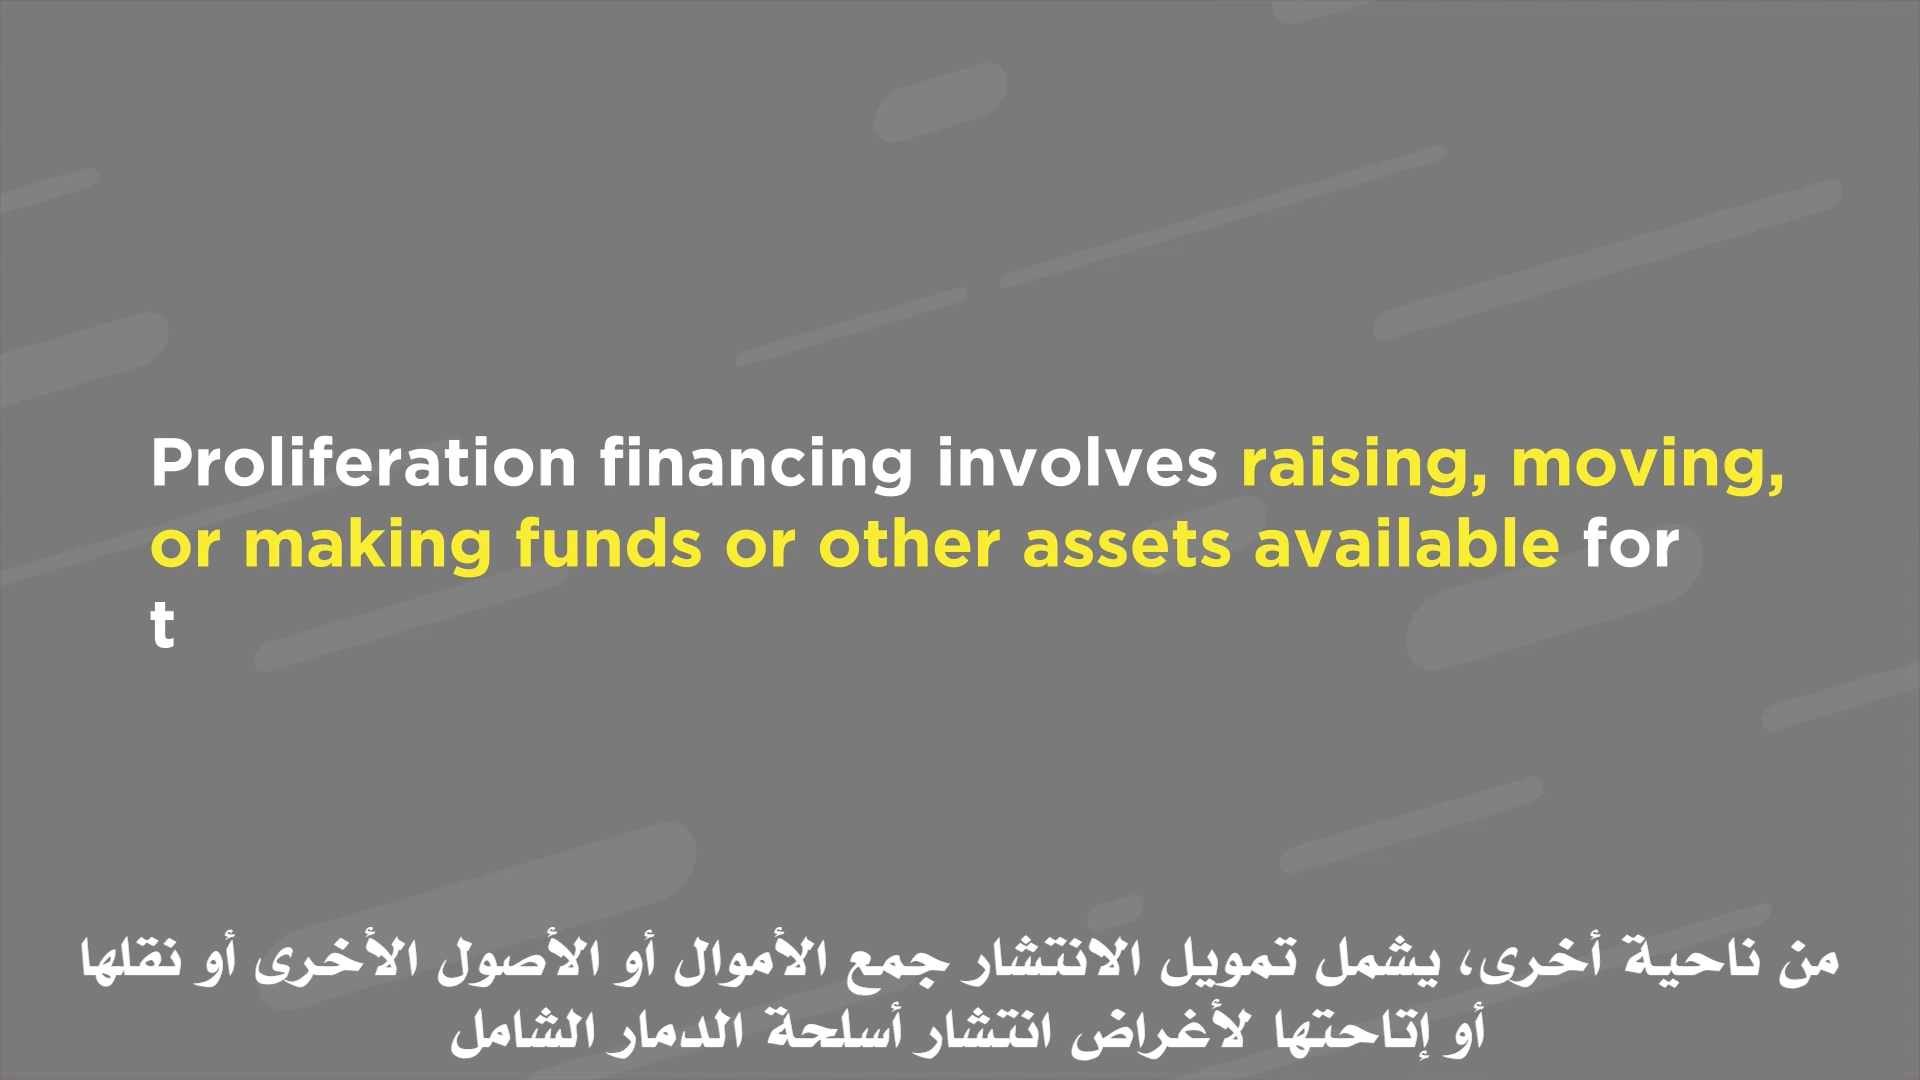 Proliferation financing involves raising, moving,
or making funds or other assets available for
t
من ناحية أخرى، يشمل تمويل الانتشار جمع الأموال أو الأصول الأخرى أو نقلها
أو إتاحتها لأغراض انتشار أسلحة الدمار الشامل